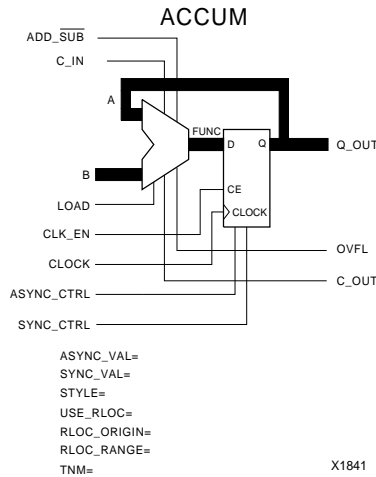 ACCUM
ADD_SUB
C_IN
A
FUNC
D
Q
Q_OUT
B
CE
LOAD
CLOCK
CLK_EN
OVFL
CLOCK
C_OUT
ASYNC_CTRL
SYNC_CTRL
ASYNC_VAL=
SYNC_VAL=
STYLE=
USE_RLOC=
RLOC_ORIGIN=
RLOC_RANGE=
TNM=
X1841